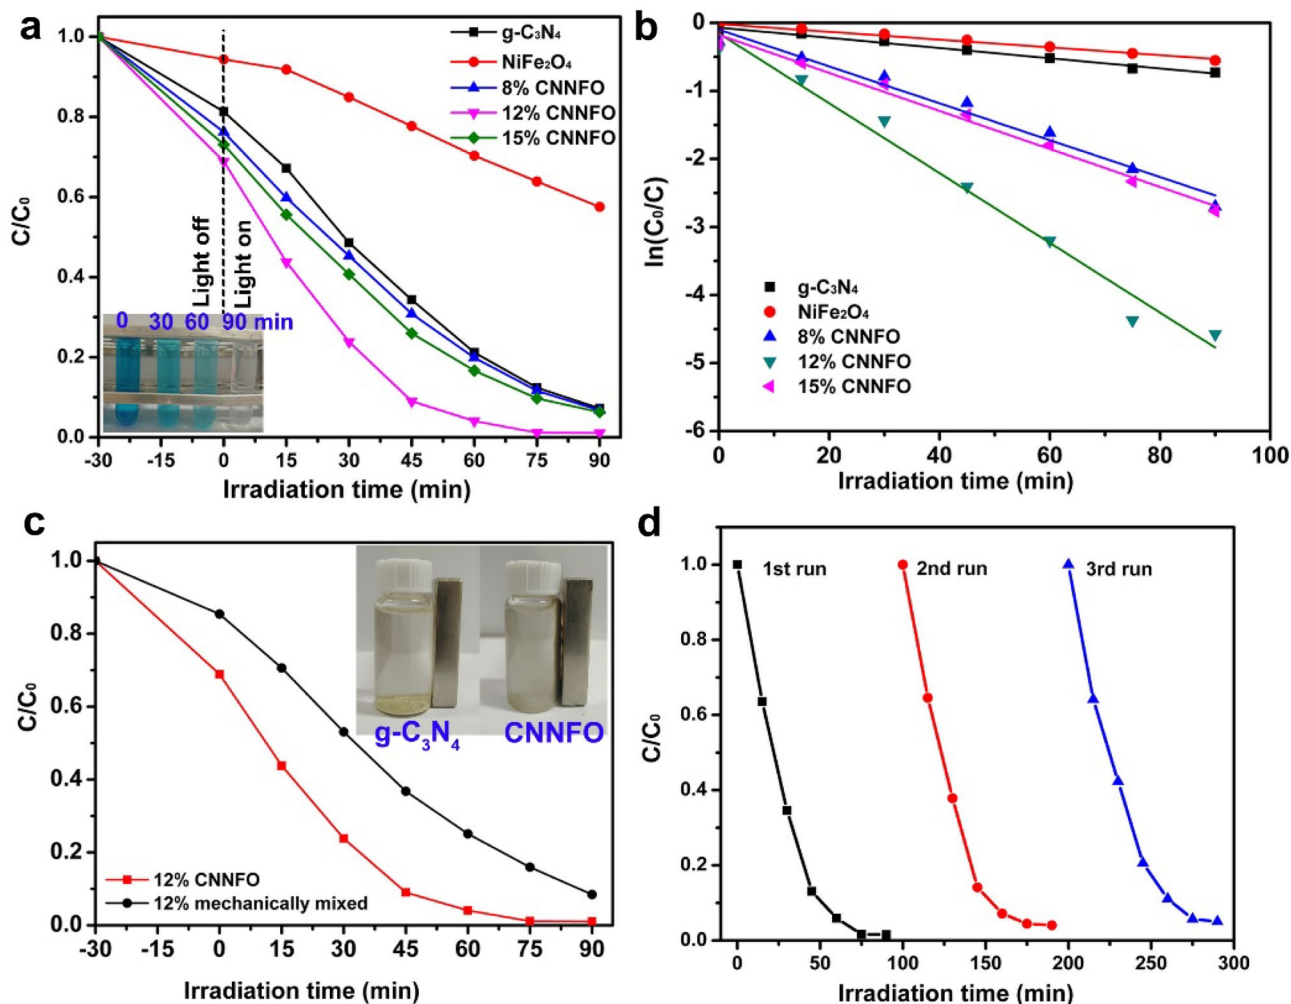 a
g-C₃N₄
NiFe₂O₄
8% CNNFO
12% CNNFO
15% CNNFO
1.0
0.8
0.6
0.4
0.2
0.0
C/C₀
Light off
Light on
0 30 60 90 min
-30 -15 0 15 30 45 60 75 90
Irradiation time (min)
b
0
-1
-2
-3
-4
-5
-6
ln(C₀/C)
g-C₃N₄
NiFe₂O₄
8% CNNFO
12% CNNFO
15% CNNFO
0 20 40 60 80 100
Irradiation time (min)
c
1.0
0.8
0.6
0.4
0.2
0.0
C/C₀
g-C₃N₄ CNNFO
12% CNNFO
12% mechanically mixed
-30 -15 0 15 30 45 60 75 90
Irradiation time (min)
d
1.0
0.8
0.6
0.4
0.2
0.0
C/C₀
1st run 2nd run 3rd run
0 50 100 150 200 250 300
Irradiation time (min)